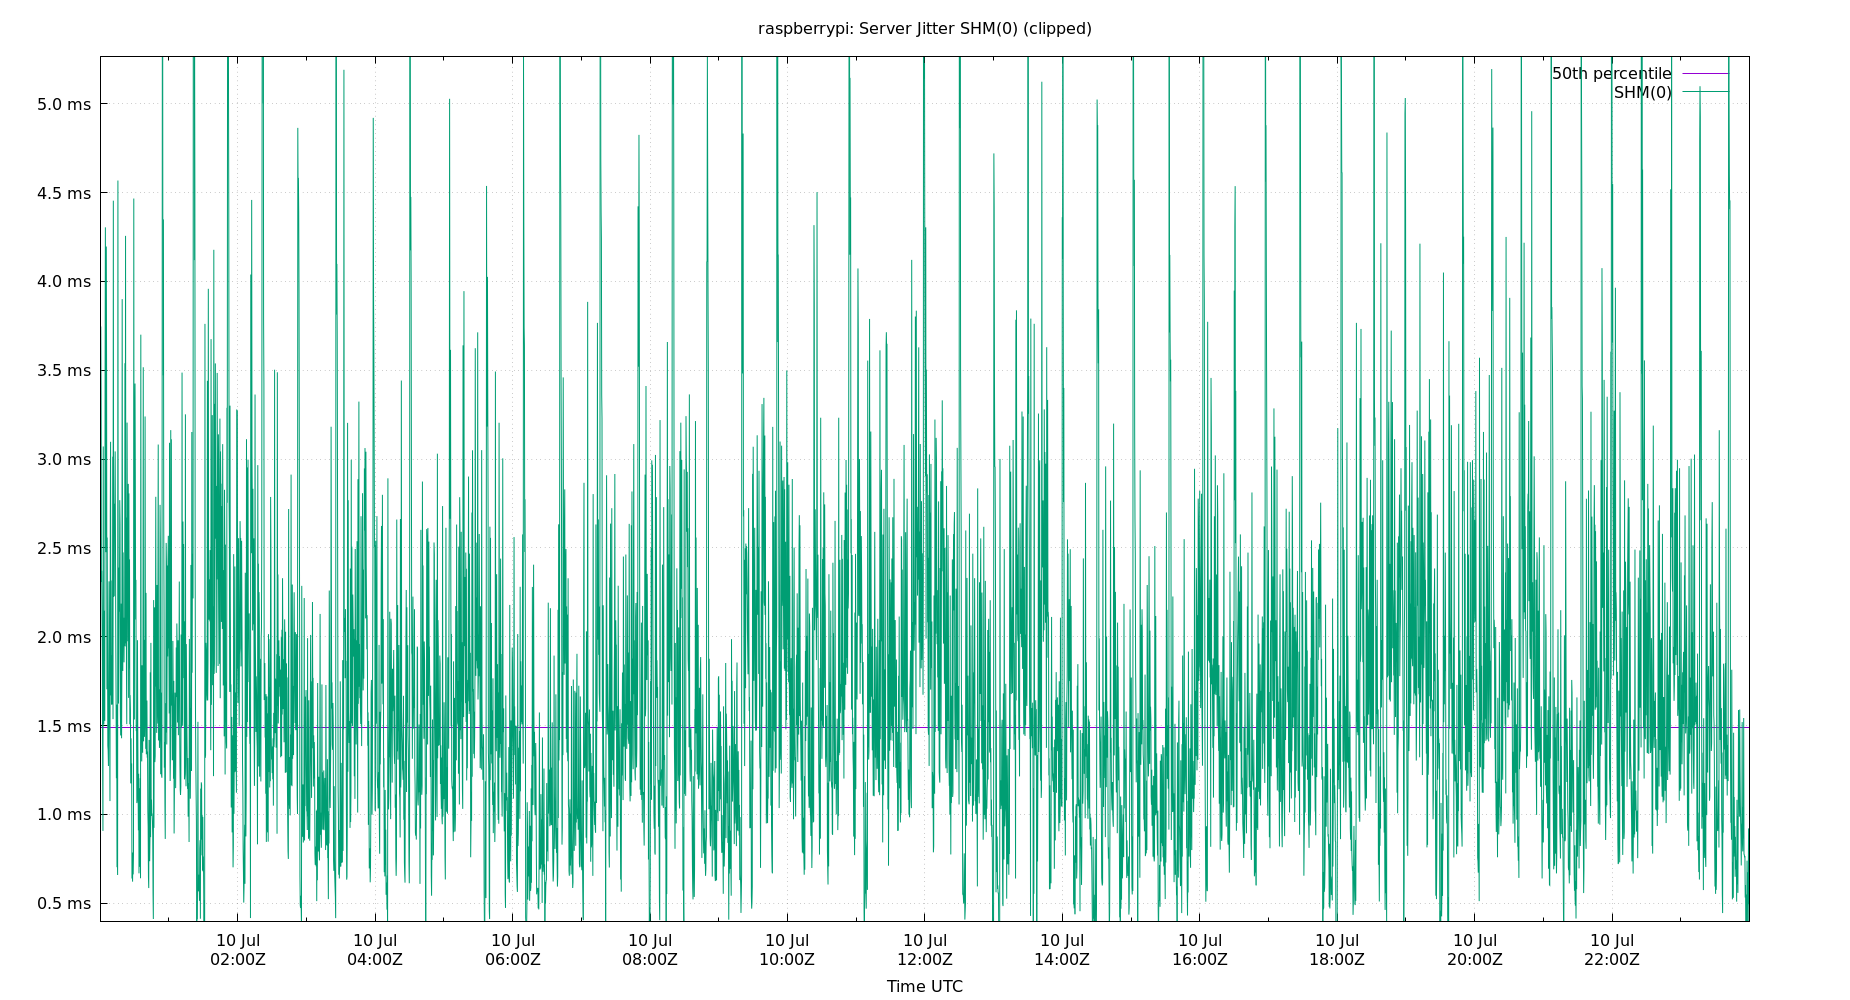 raspberrypi: Server Jitter SHM(0) (clipped)
50th percentile
SHM(0)
5.0 ms
4.5 ms
4.0 ms
3.5 ms
3.0 ms
2.5 ms
2.0 ms
1.5 ms
1.0 ms
0.5 ms
10 Jul 10 Jul 10 Jul 10 Jul 10 Jul 10 Jul 10 Jul 10 Jul 10 Jul 10 Jul 10 Jul
02:00Z 04:00Z 06:00Z 08:00Z 10:00Z 12:00Z 14:00Z 16:00Z 18:00Z 20:00Z 22:00Z
Time UTC